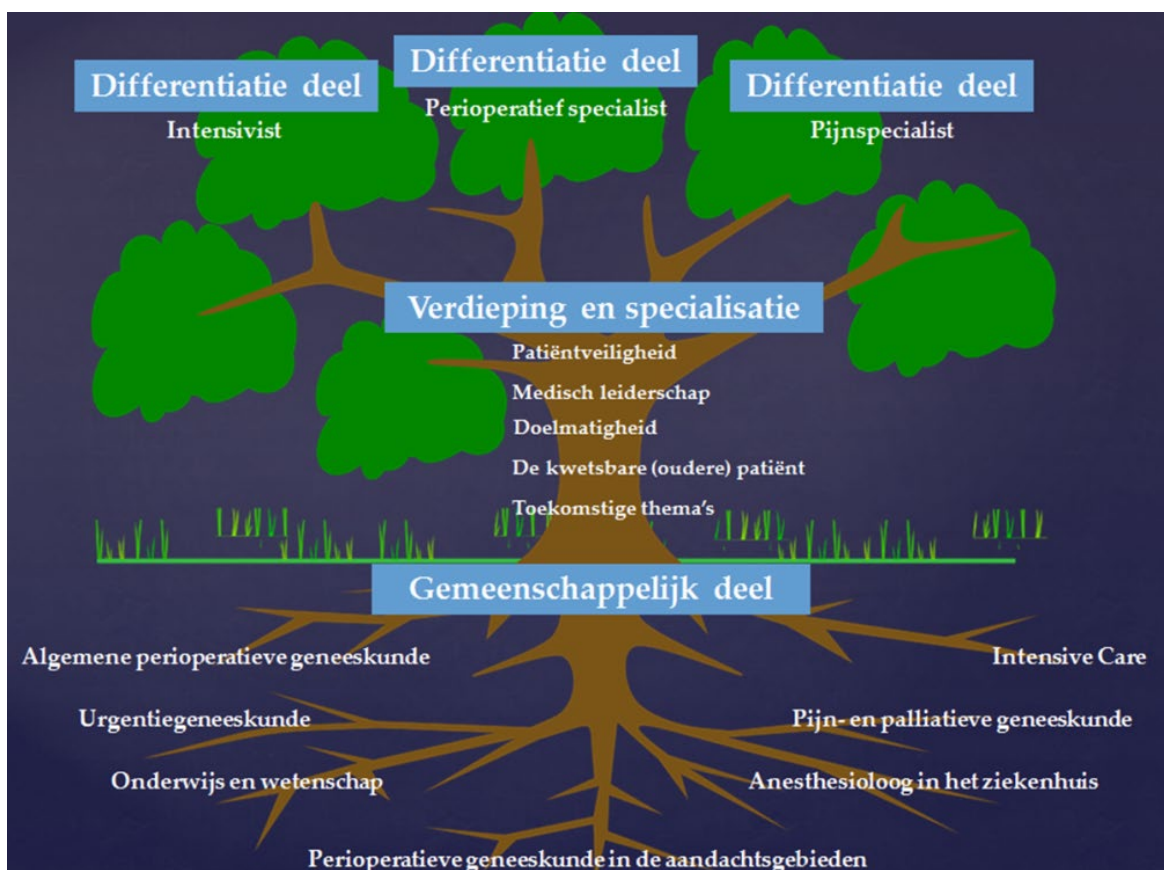 Differentiatie deel
Intensivist
Differentiatie deel
Perioperatief specialist
Differentiatie deel
Pijnspecialist
Verdieping en specialisatie
Patiëntveiligheid
Medisch leiderschap
Doelmatigheid
De kwetsbare (oudere) patiënt
Toekomstige thema's
Gemeenschappelijk deel
Algemene perioperatieve geneeskunde
Intensive Care
Urgentiegeneeskunde
Pijn- en palliatieve geneeskunde
Onderwijs en wetenschap
Anesthesioloog in het ziekenhuis
Perioperatieve geneeskunde in de aandachtsgebieden